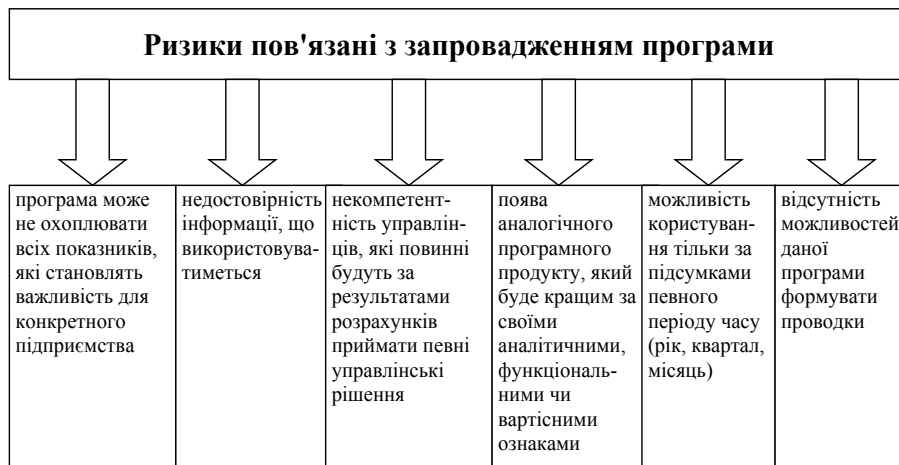 Ризики пов'язані з запровадженням програми
програма може
не охоплювати
всіх показників,
які становлять
важливість для
конкретного
підприємства
недостовірність
інформації, що
використовува-
тиметься
некомпетент-
ність управлін-
ців, які повинні
будуть за
результатами
розрахунків
приймати певні
управлінські
рішення
поява
аналогічного
програмного
продукту, який
буде кращим за
своїми
аналітичними,
функціональ-
ними чи
вартісними
ознаками
можливість
користуван-
ня тільки за
підсумками
певного
періоду часу
(рік, квартал,
місяць)
відсутність
можливостей
даної
програми
формувати
проводки